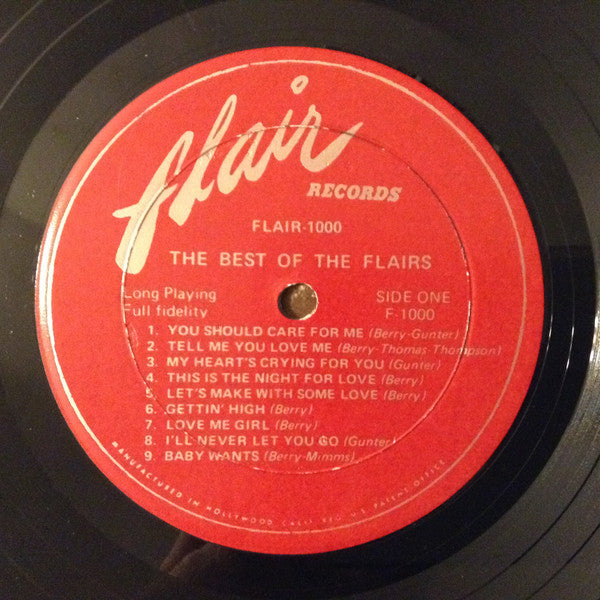 flair
RECORDS
FLAIR-1000
THE BEST OF THE FLAIRS
Long Playing SIDE ONE
Full fidelity F-1000
1. YOU SHOULD CARE FOR ME (Berry-Gunter)
2. TELL ME YOU LOVE ME (Berry-Thomas-Thompson)
3. MY HEART'S CRYING FOR YOU (Gunter)
4. THIS IS THE NIGHT FOR LOVE (Berry)
5. LET'S MAKE WITH SOME LOVE (Berry)
6. GETTIN' HIGH (Berry)
7. LOVE ME GIRL (Berry)
8. I'LL NEVER LET YOU GO (Gunter)
9. BABY WANTS (Berry-Mimms)
MANUFACTURED IN HOLLYWOOD CALIF. REG. U.S. PATENT OFFICE